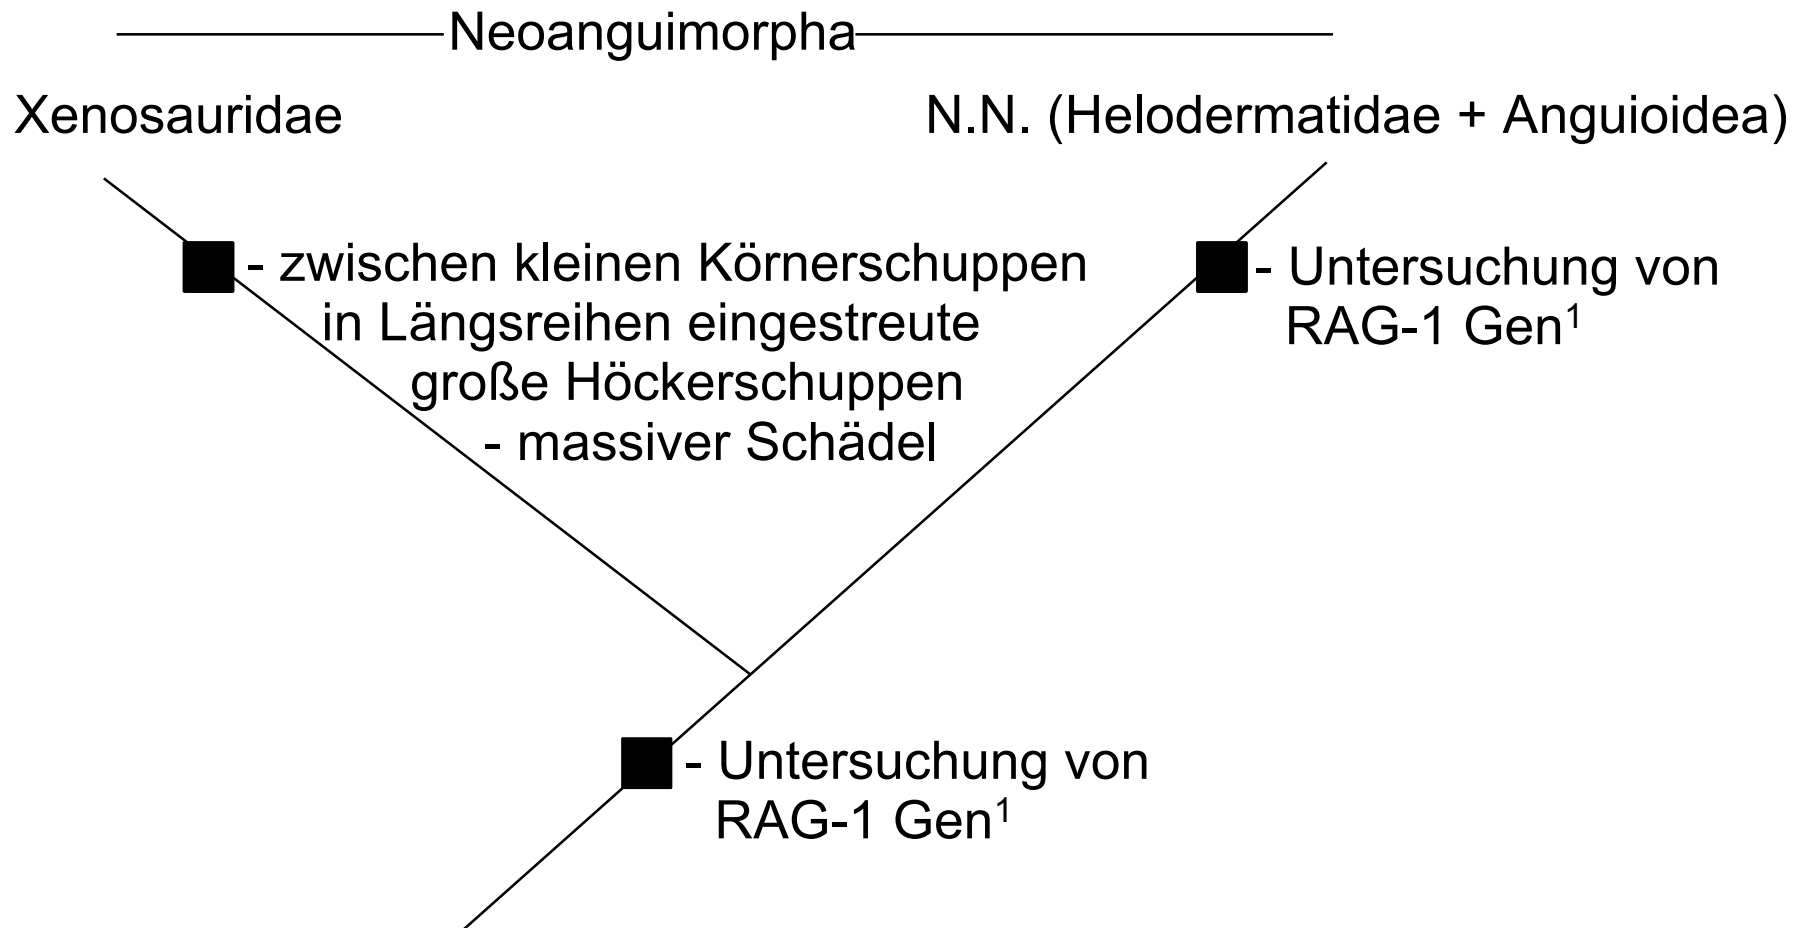 Neoanguimorpha
Xenosauridae
N.N. (Helodermatidae + Anguioidea)
- zwischen kleinen Körnerschuppen
in Längsreihen eingestreute
große Höckerschuppen
- massiver Schädel
- Untersuchung von
RAG-1 Gen¹
- Untersuchung von
RAG-1 Gen¹